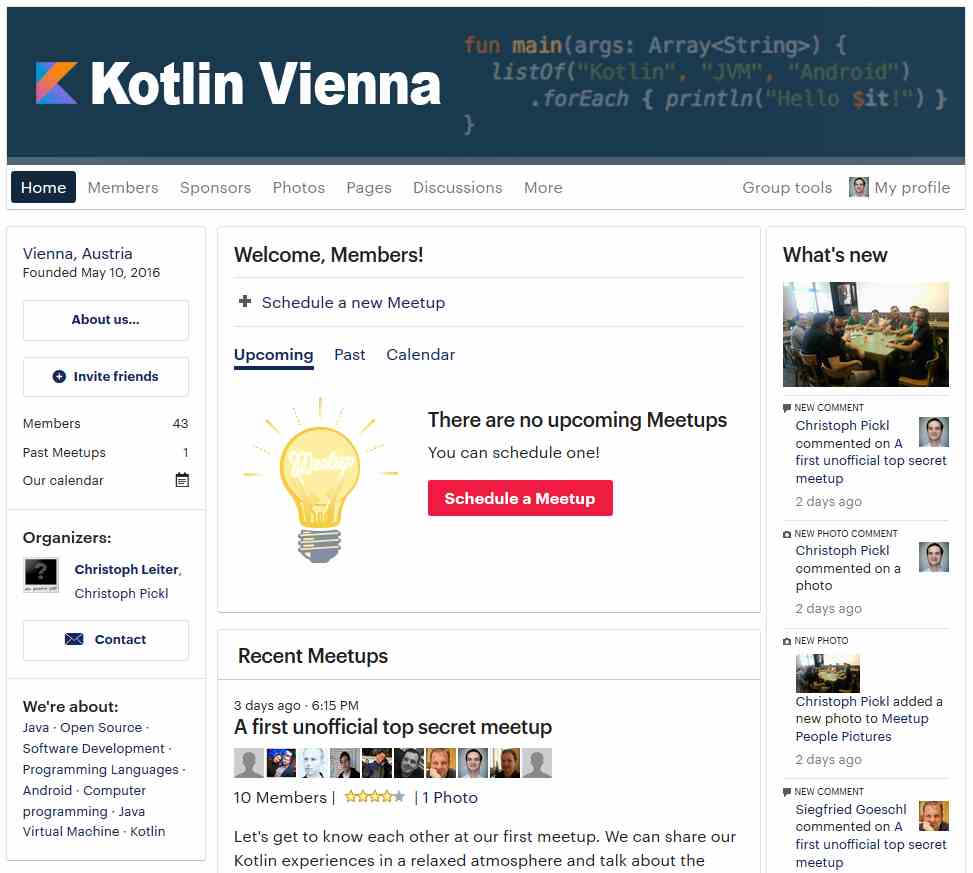 Kotlin Vienna
fun main(args: Array<String>) {
listOf("Kotlin", "JVM", "Android")
.forEach { println("Hello $it!") }
}
Home
Members
Sponsors
Photos
Pages
Discussions
More
Group tools
My profile
Vienna, Austria
Founded May 10, 2016
About us...
Invite friends
Members 43
Past Meetups 1
Our calendar
Organizers:
Christoph Leiter,
Christoph Pickl
Contact
We're about:
Java · Open Source ·
Software Development ·
Programming Languages ·
Android · Computer
programming · Java
Virtual Machine · Kotlin
Welcome, Members!
Schedule a new Meetup
Upcoming
Past
Calendar
Meetup
There are no upcoming Meetups
You can schedule one!
Schedule a Meetup
Recent Meetups
3 days ago · 6:15 PM
A first unofficial top secret meetup
10 Members | | 1 Photo
Let's get to know each other at our first meetup. We can share our
Kotlin experiences in a relaxed atmosphere and talk about the
What's new
NEW COMMENT
Christoph Pickl
commented on A
first unofficial top secret
meetup
2 days ago
NEW PHOTO COMMENT
Christoph Pickl
commented on a
photo
2 days ago
NEW PHOTO
Christoph Pickl added a
new photo to Meetup
People Pictures
2 days ago
NEW COMMENT
Siegfried Goeschl
commented on A
first unofficial top secret
meetup